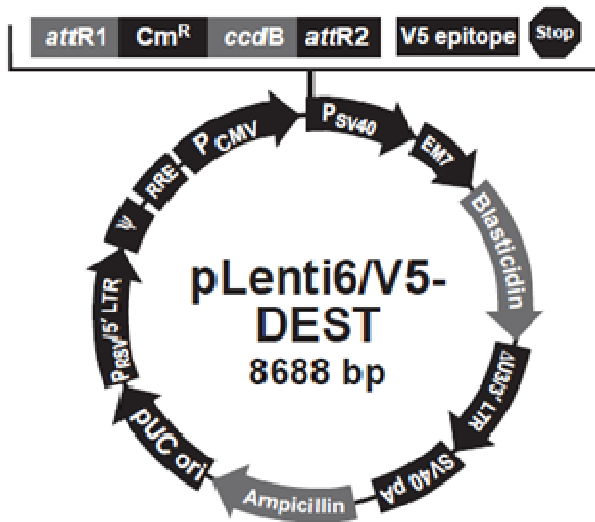 attR1 CmR ccdB attR2 V5 epitope Stop
PCMV
PSV40
EM7
Blasticidin
ΔU3/3' LTR
SV40 pA
Ampicillin
pUC ori
PRSV/5' LTR
Ψ
RRE
pLenti6/V5-
DEST
8688 bp